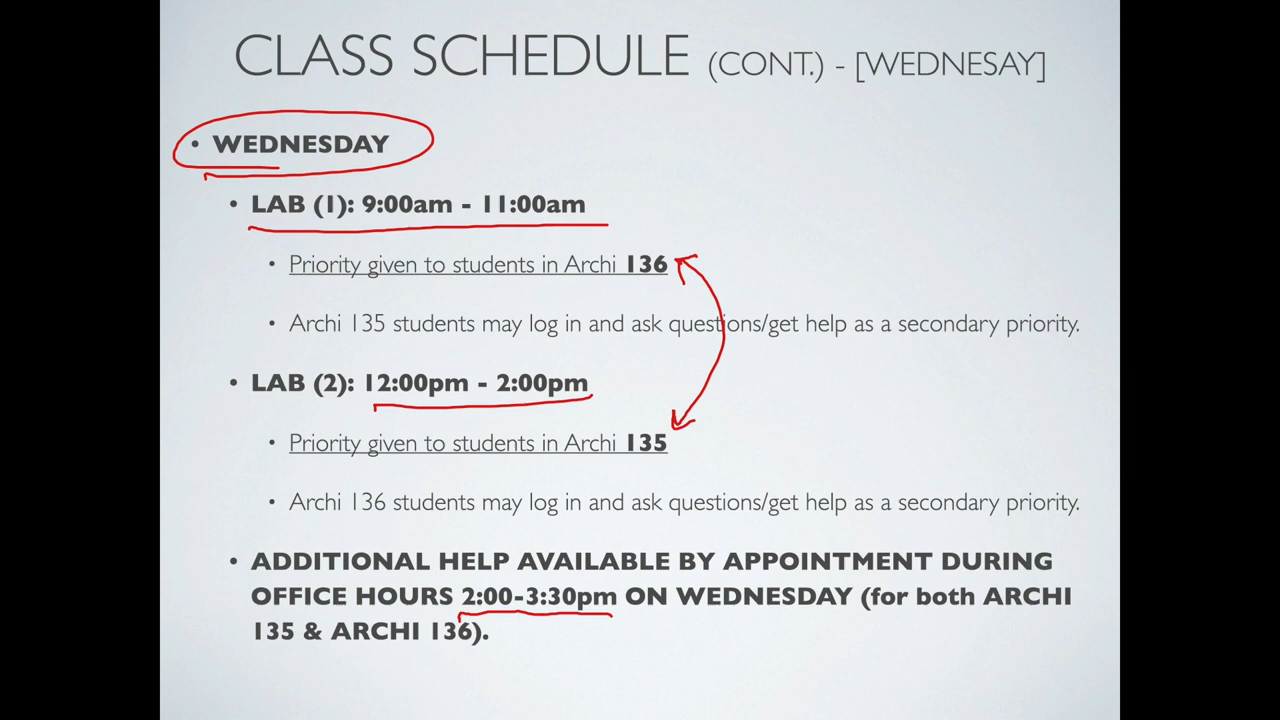 CLASS SCHEDULE (CONT.) - [WEDNESAY]
• WEDNESDAY
• LAB (1): 9:00am - 11:00am
• Priority given to students in Archi 136
• Archi 135 students may log in and ask questions/get help as a secondary priority.
• LAB (2): 12:00pm - 2:00pm
• Priority given to students in Archi 135
• Archi 136 students may log in and ask questions/get help as a secondary priority.
• ADDITIONAL HELP AVAILABLE BY APPOINTMENT DURING
OFFICE HOURS 2:00-3:30pm ON WEDNESDAY (for both ARCHI
135 & ARCHI 136).